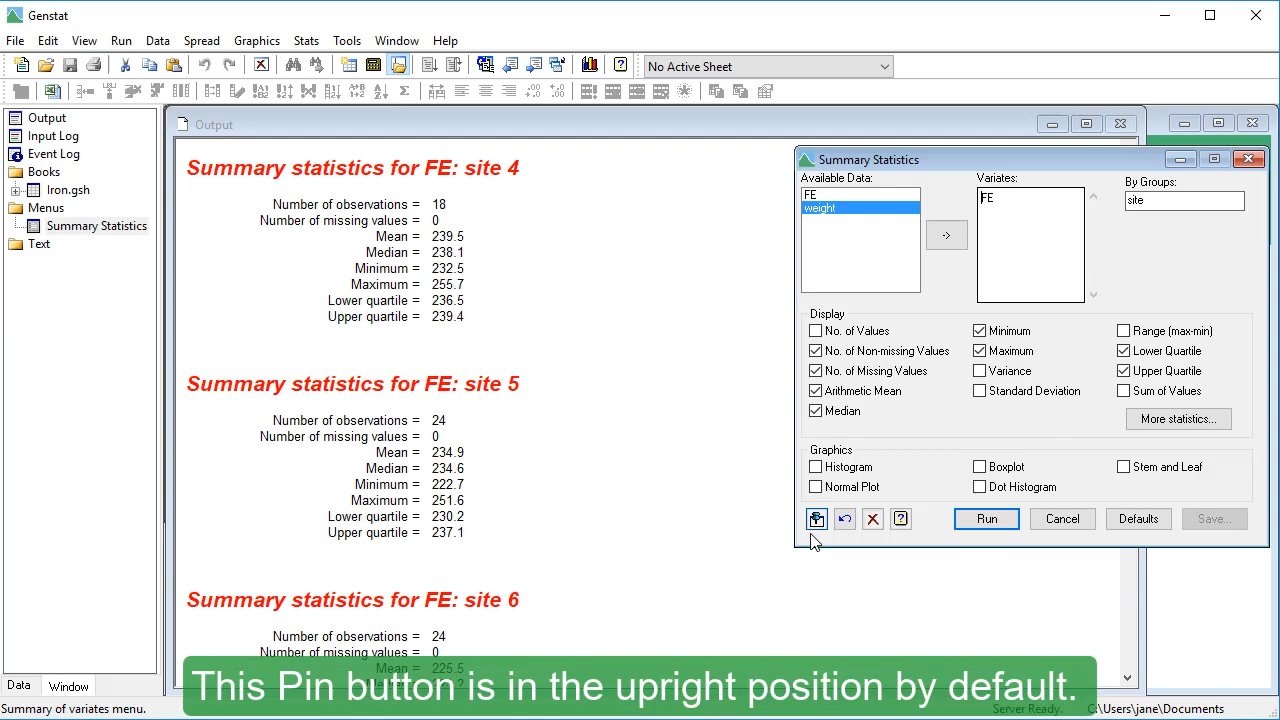 Genstat
File Edit View Run Data Spread Graphics Stats Tools Window Help
No Active Sheet
Output
Input Log
Event Log
Books
Iron.gsh
Menus
Summary Statistics
Text
Data Window
Output
Summary statistics for FE: site 4
Number of observations = 18
Number of missing values = 0
Mean = 239.5
Median = 238.1
Minimum = 232.5
Maximum = 255.7
Lower quartile = 236.5
Upper quartile = 239.4
Summary statistics for FE: site 5
Number of observations = 24
Number of missing values = 0
Mean = 234.9
Median = 234.6
Minimum = 222.7
Maximum = 251.6
Lower quartile = 230.2
Upper quartile = 237.1
Summary statistics for FE: site 6
Number of observations = 24
Number of missing values = 0
Mean = 225.5
Summary Statistics
Available Data: Variates: By Groups:
FE
weight
->
FE
site
Display
No. of Values Minimum Range (max-min)
No. of Non-missing Values Maximum Lower Quartile
No. of Missing Values Variance Upper Quartile
Arithmetic Mean Standard Deviation Sum of Values
Median More statistics...
Graphics
Histogram Boxplot Stem and Leaf
Normal Plot Dot Histogram
Run Cancel Defaults Save...
This Pin button is in the upright position by default.
Summary of variates menu. Server Ready. C:\Users\jane\Documents